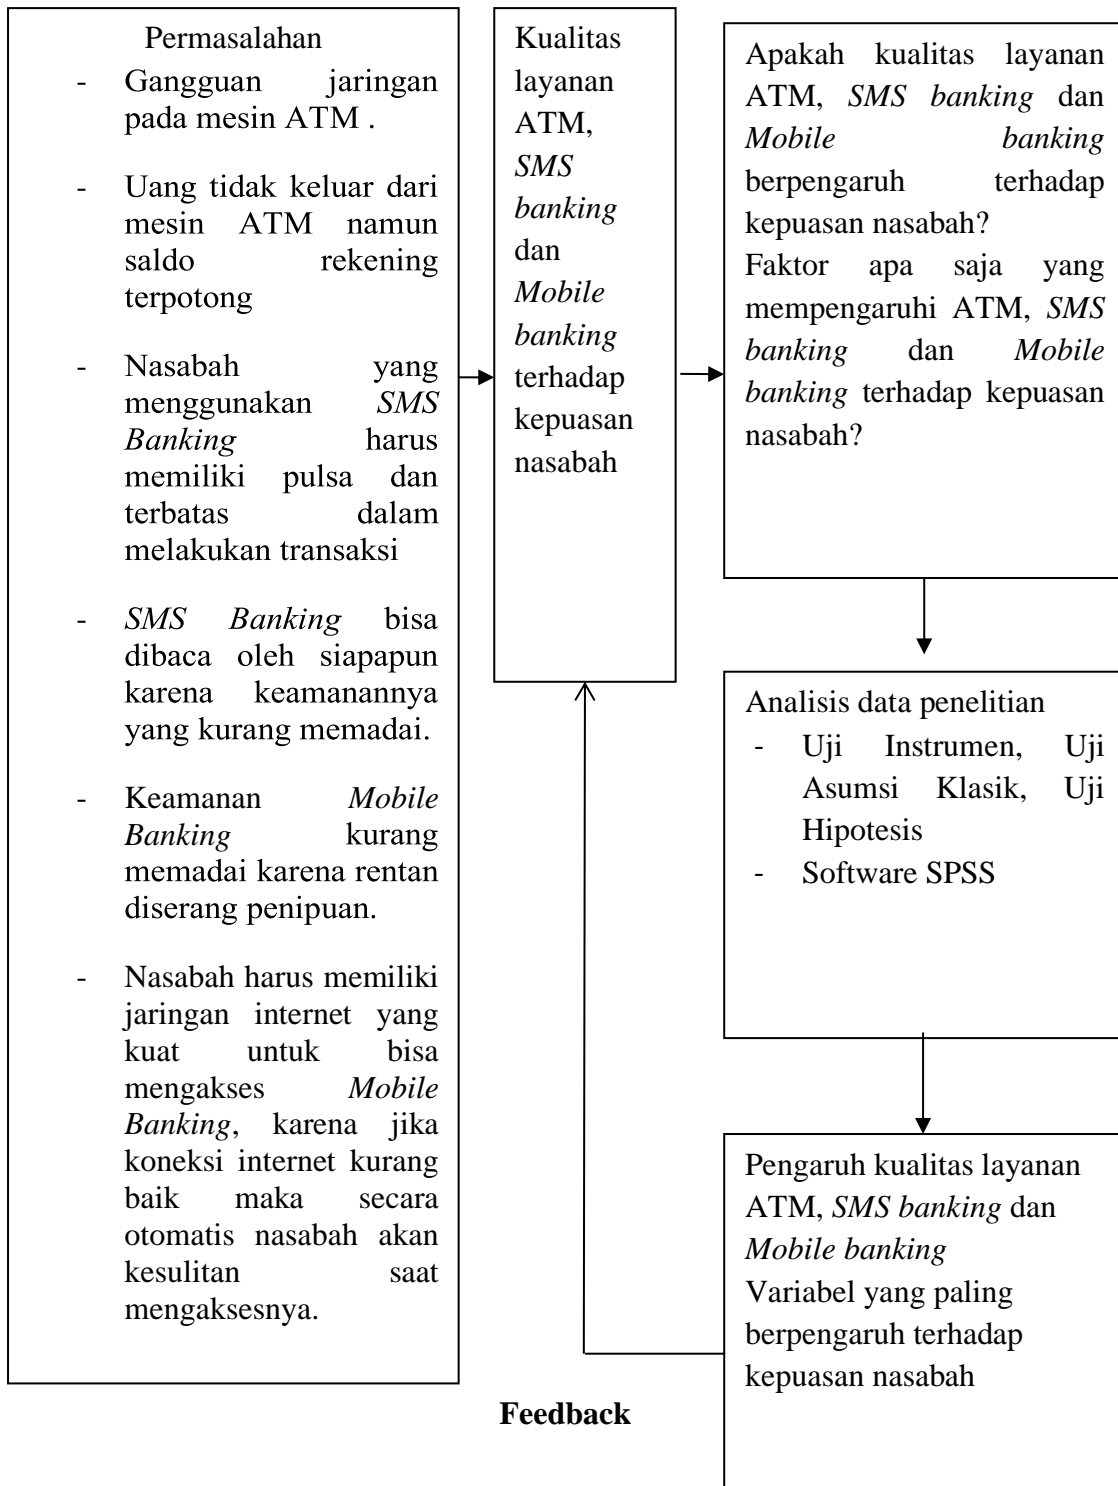 Permasalahan
- Gangguan jaringan
pada mesin ATM .
- Uang tidak keluar dari
mesin ATM namun
saldo rekening
terpotong
- Nasabah yang
menggunakan SMS
Banking harus
memiliki pulsa dan
terbatas dalam
melakukan transaksi
- SMS Banking bisa
dibaca oleh siapapun
karena keamanannya
yang kurang memadai.
- Keamanan Mobile
Banking kurang
memadai karena rentan
diserang penipuan.
- Nasabah harus memiliki
jaringan internet yang
kuat untuk bisa
mengakses Mobile
Banking, karena jika
koneksi internet kurang
baik maka secara
otomatis nasabah akan
kesulitan saat
mengaksesnya.
Kualitas
layanan
ATM,
SMS
banking
dan
Mobile
banking
terhadap
kepuasan
nasabah
Apakah kualitas layanan
ATM, SMS banking dan
Mobile banking
berpengaruh terhadap
kepuasan nasabah?
Faktor apa saja yang
mempengaruhi ATM, SMS
banking dan Mobile
banking terhadap kepuasan
nasabah?
Analisis data penelitian
- Uji Instrumen, Uji
Asumsi Klasik, Uji
Hipotesis
- Software SPSS
Pengaruh kualitas layanan
ATM, SMS banking dan
Mobile banking
Variabel yang paling
berpengaruh terhadap
kepuasan nasabah
Feedback